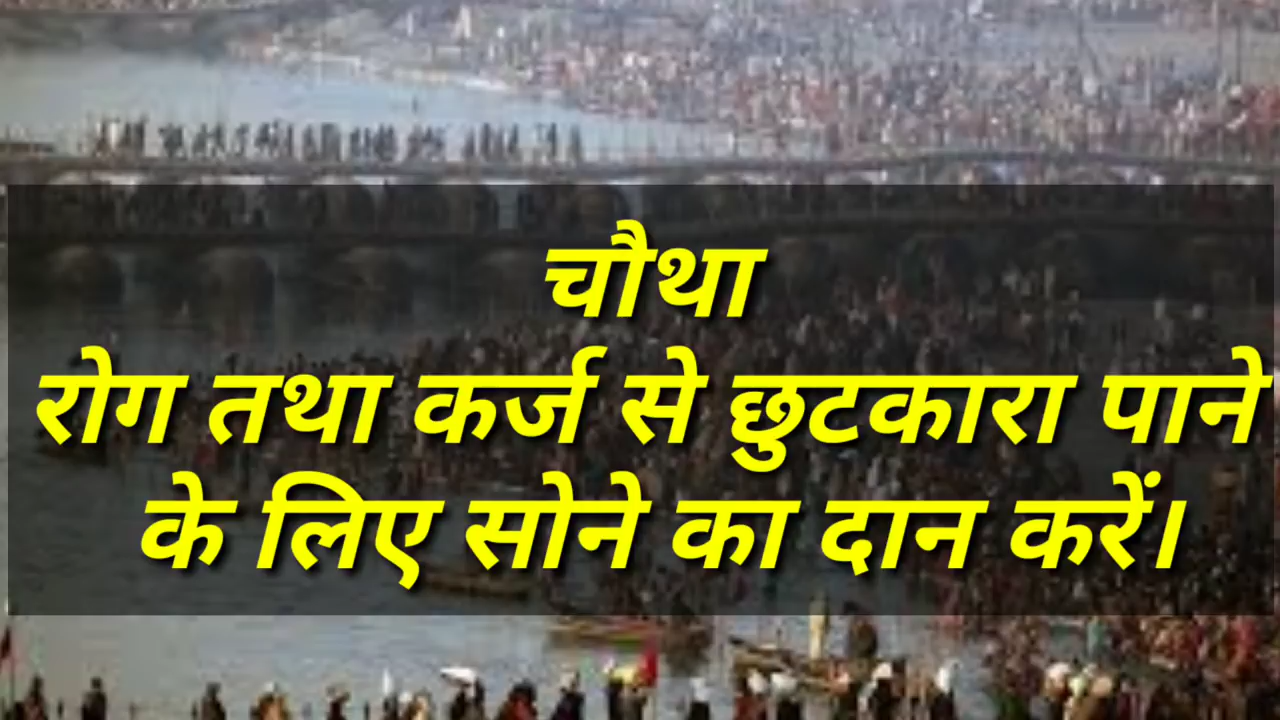 चौथा
रोग तथा कर्ज से छुटकारा पाने
के लिए सोने का दान करें।